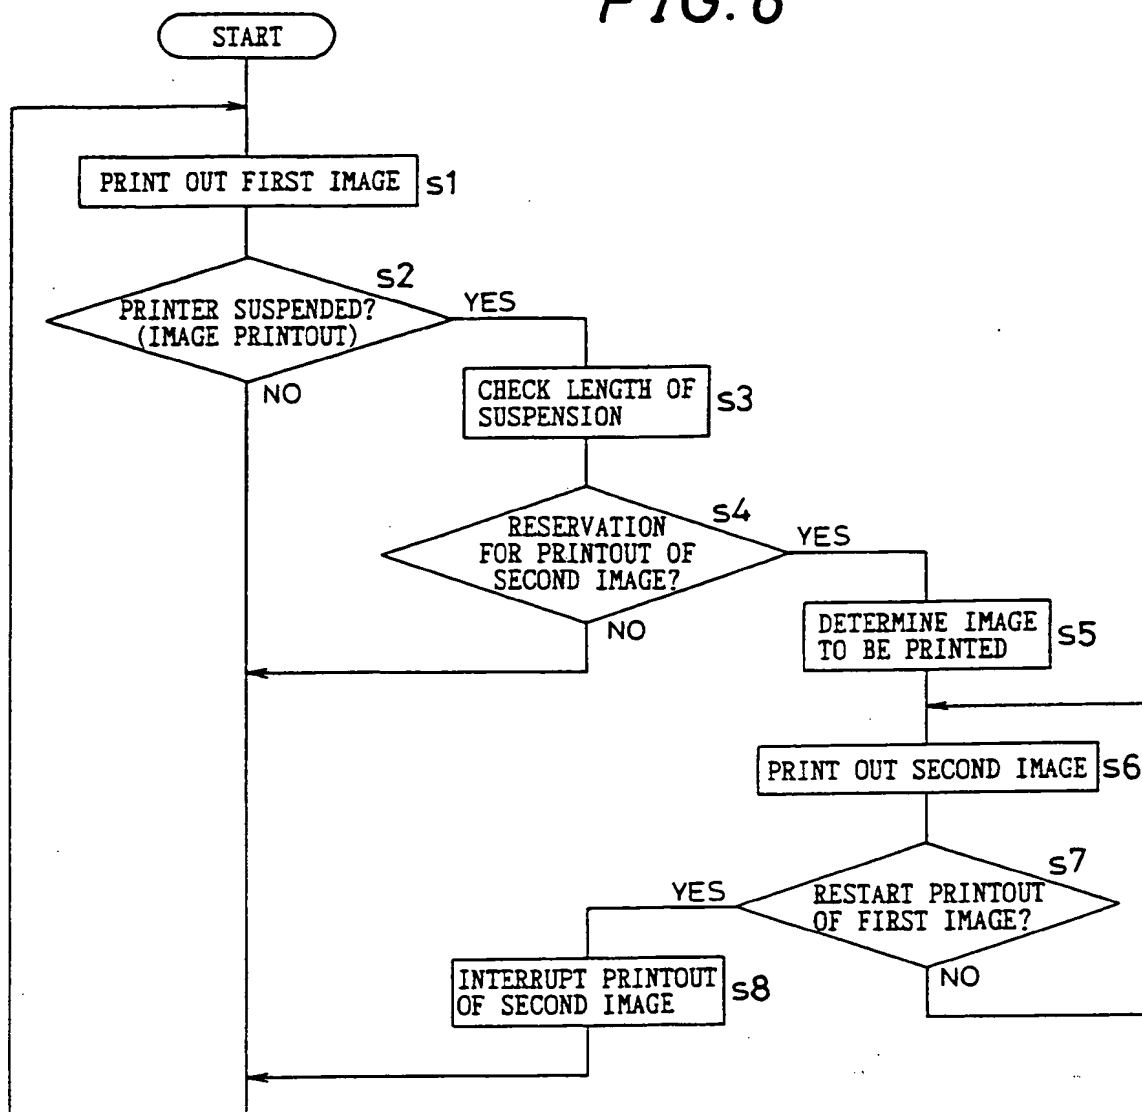 FIG. 6
START
PRINT OUT FIRST IMAGE
s1
s2
PRINTER SUSPENDED?
(IMAGE PRINTOUT)
YES
NO
CHECK LENGTH OF
SUSPENSION
s3
s4
RESERVATION
FOR PRINTOUT OF
SECOND IMAGE?
YES
NO
DETERMINE IMAGE
TO BE PRINTED
s5
PRINT OUT SECOND IMAGE
s6
s7
RESTART PRINTOUT
OF FIRST IMAGE?
YES
NO
INTERRUPT PRINTOUT
OF SECOND IMAGE
s8